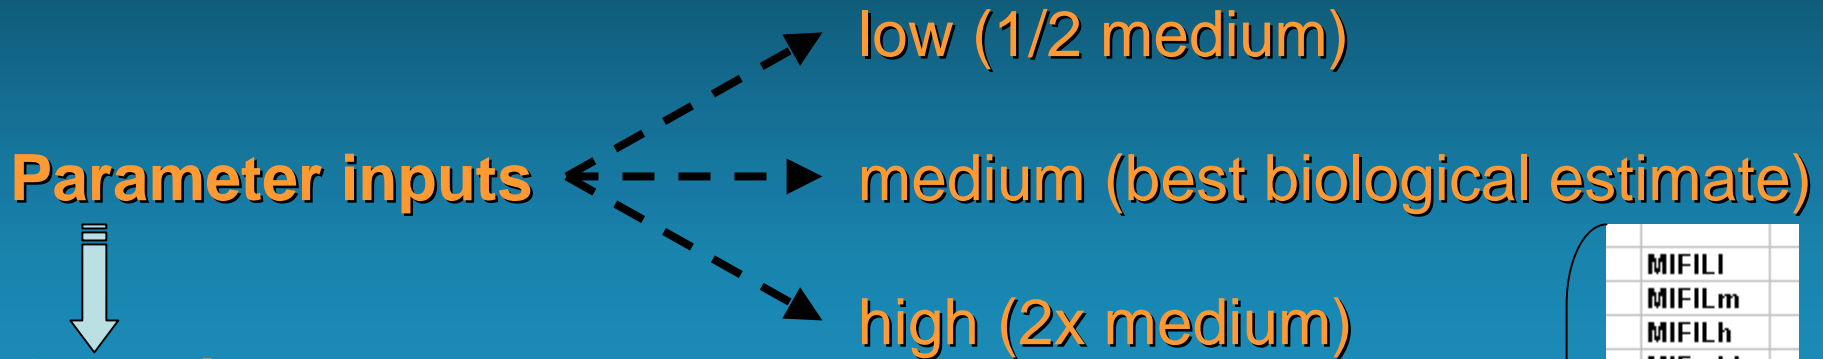 low (1/2 medium)
Parameter inputs
medium (best biological estimate)
high (2x medium)
MIFILl
MIFILm
MIFILh